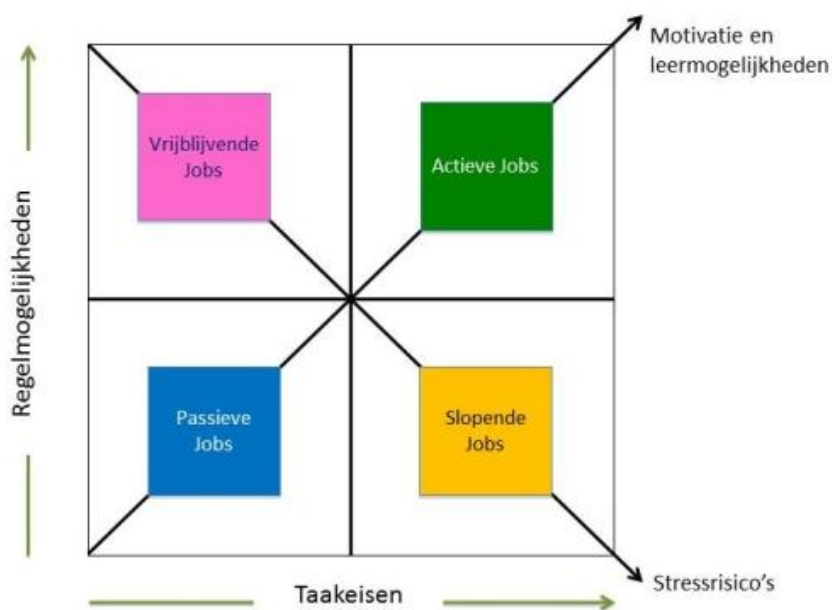 Motivatie en
leermogelijkheden
Vrijblijvende
Jobs
Actieve Jobs
Regelmogelijkheden
Passieve
Jobs
Slopende
Jobs
Taakeisen
Stressrisico's